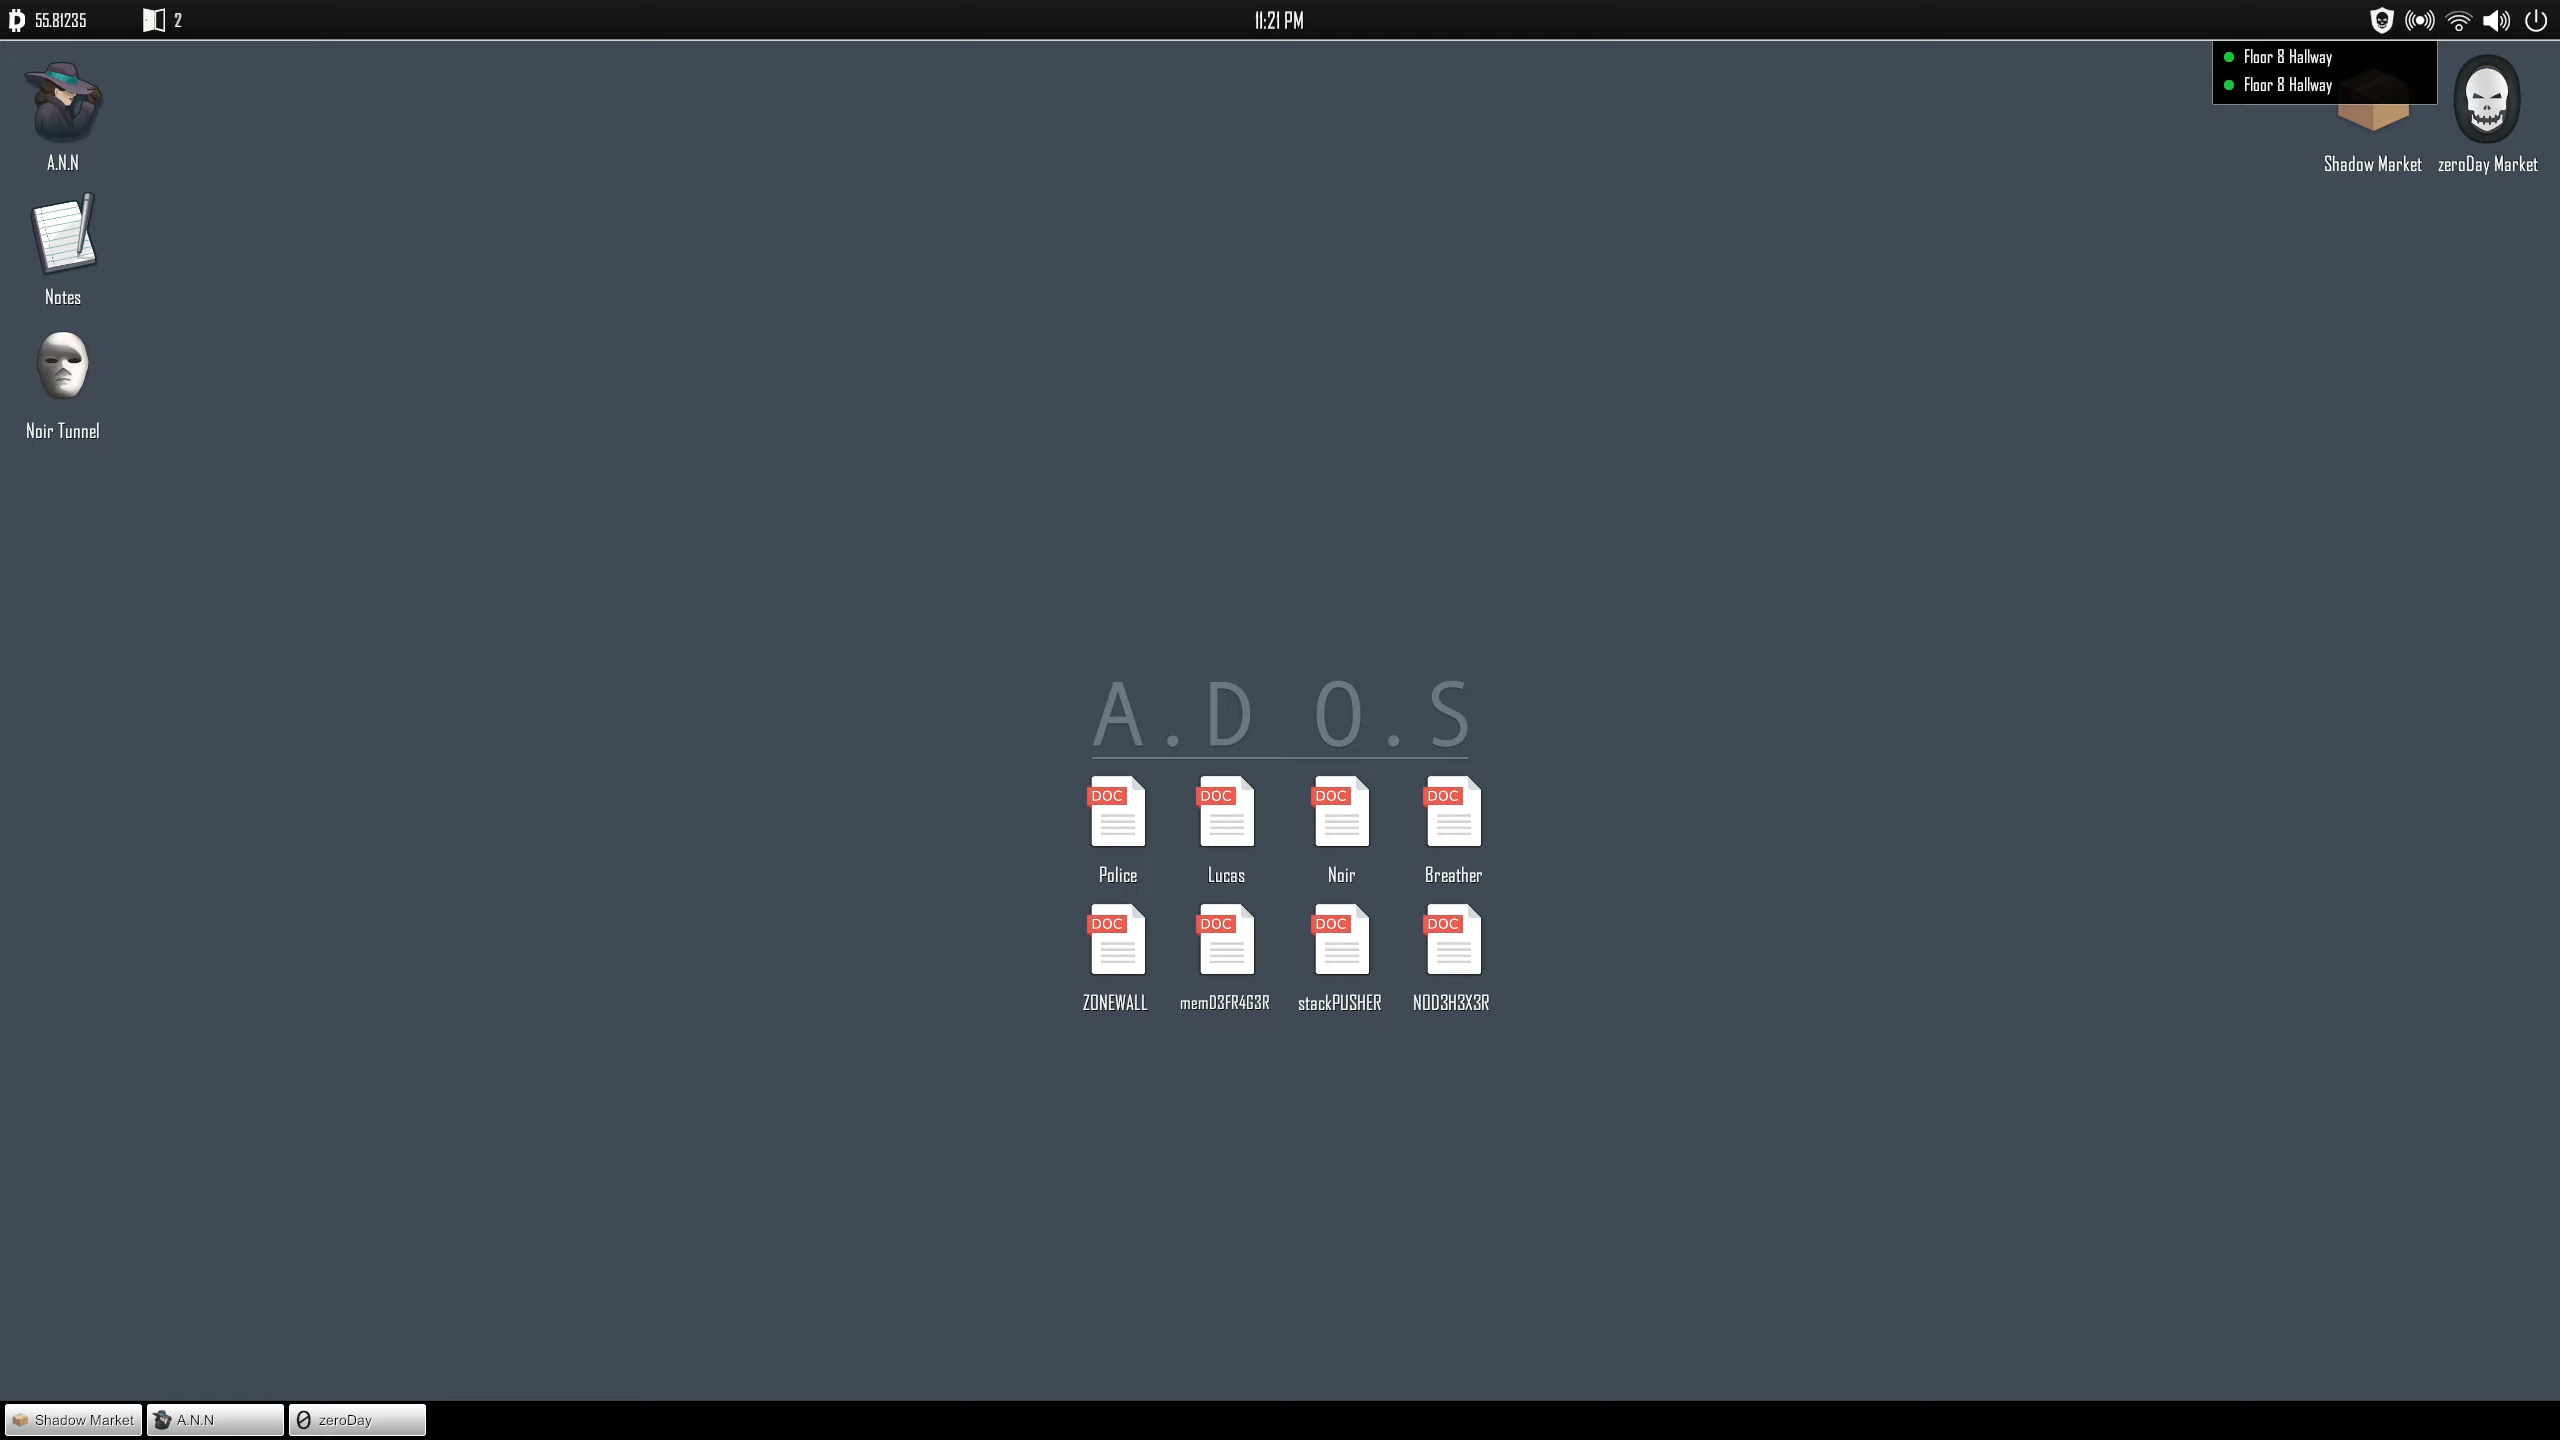 55.81235
2
11:21 PM
Floor 8 Hallway
Floor 8 Hallway
A.N.N
Shadow Market
zeroDay Market
Notes
Noir Tunnel
A.D O.S
DOC
DOC
DOC
DOC
Police
Lucas
Noir
Breather
DOC
DOC
DOC
DOC
ZONEWALL
memD3FR4G3R
stackPUSHER
NOD3H3X3R
Shadow Market
A.N.N
zeroDay